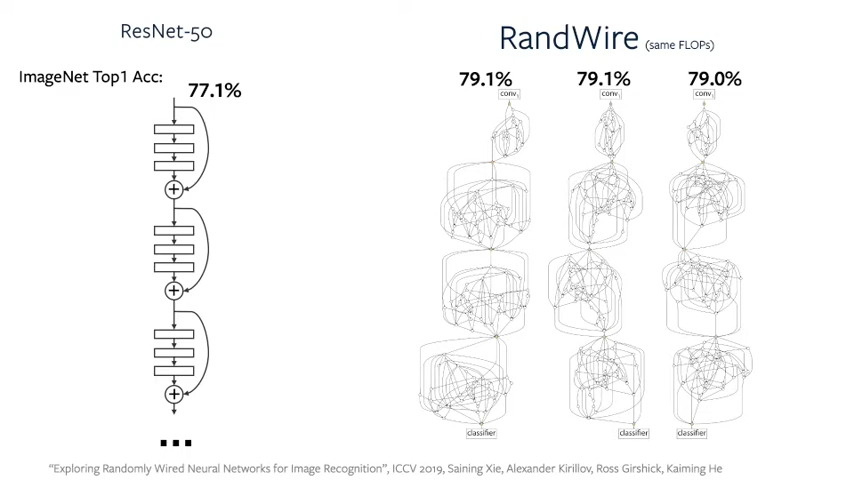 ResNet-50
RandWire (same FLOPs)
ImageNet Top1 Acc:
77.1%
79.1%
79.1%
79.0%
conv₁
conv₁
conv₁
classifier
classifier
classifier
...
"Exploring Randomly Wired Neural Networks for Image Recognition", ICCV 2019, Saining Xie, Alexander Kirillov, Ross Girshick, Kaiming He